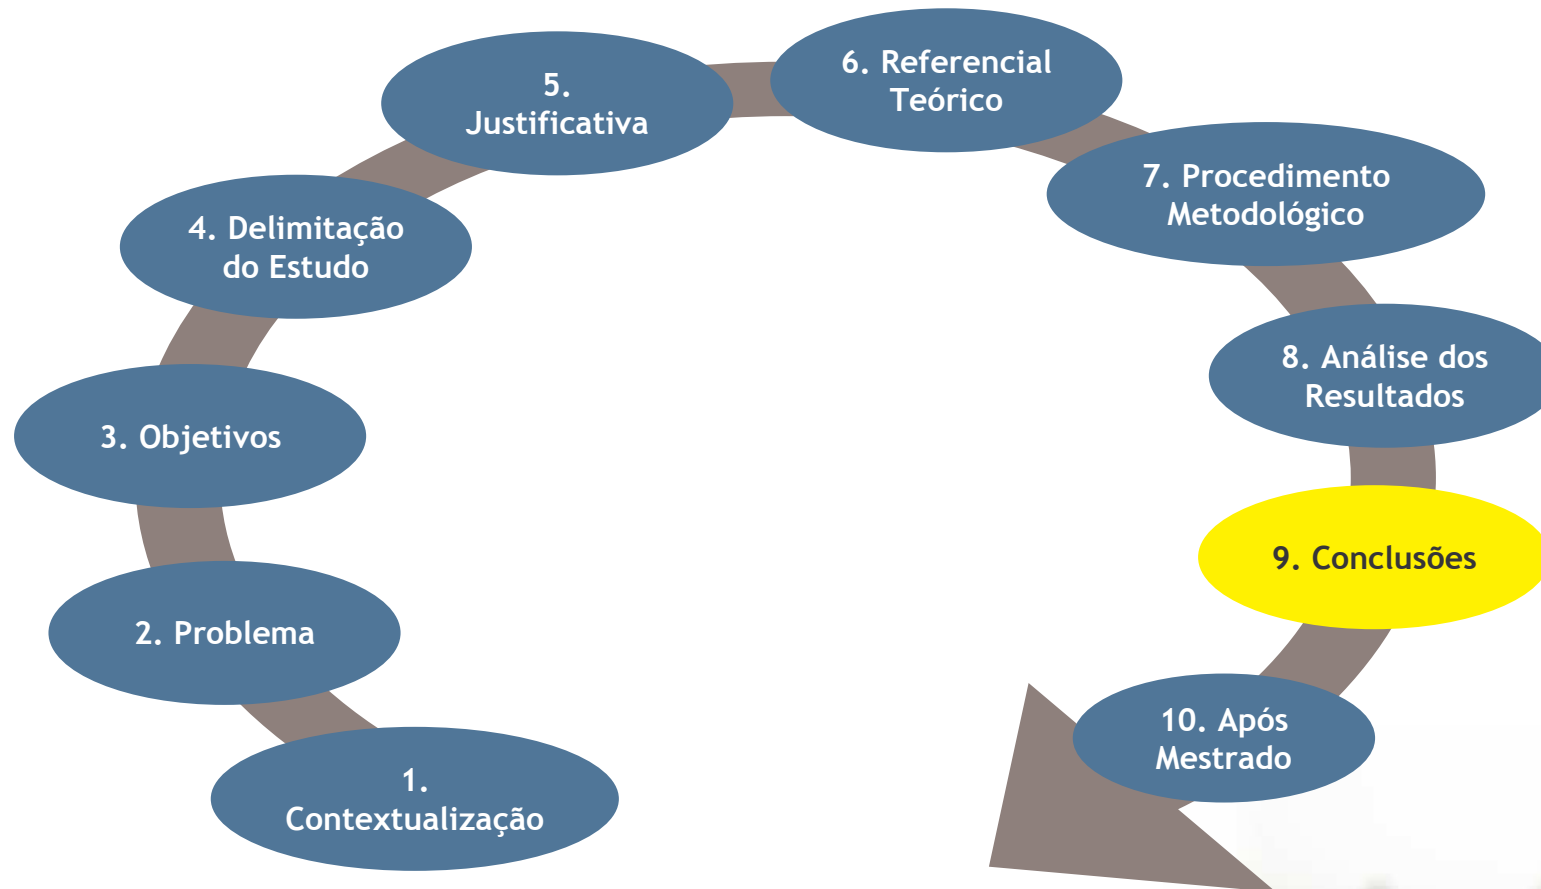 1.
Contextualização
2. Problema
3. Objetivos
4. Delimitação
do Estudo
5.
Justificativa
6. Referencial
Teórico
7. Procedimento
Metodológico
8. Análise dos
Resultados
9. Conclusões
10. Após
Mestrado